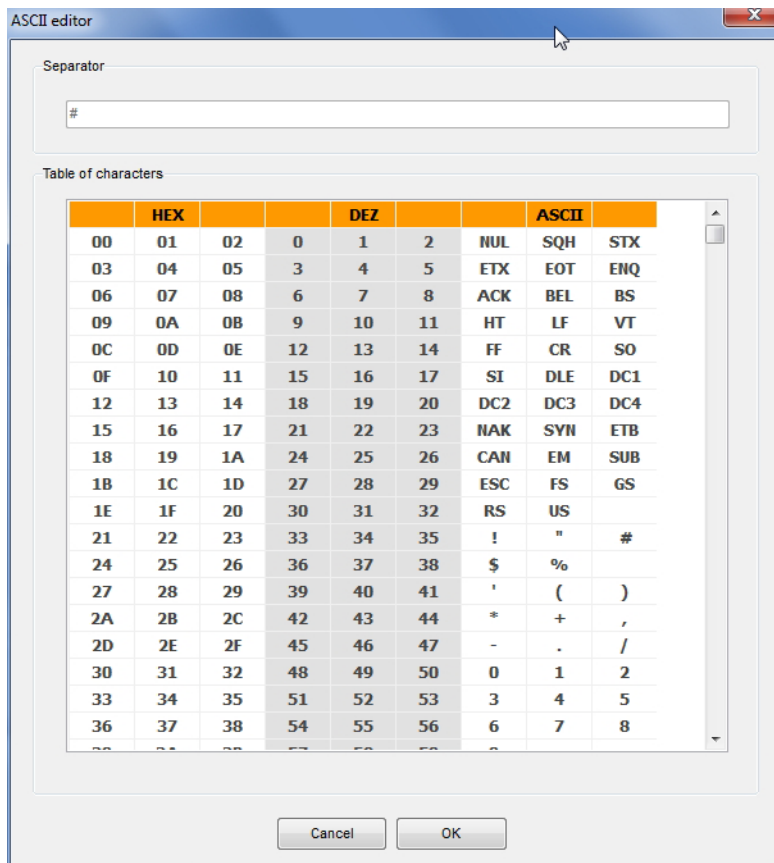 ASCII editor
Separator
#
Table of characters
HEX DEZ ASCII
00 01 02 0 1 2 NUL SQH STX
03 04 05 3 4 5 ETX EOT ENQ
06 07 08 6 7 8 ACK BEL BS
09 0A 0B 9 10 11 HT LF VT
0C 0D 0E 12 13 14 FF CR SO
0F 10 11 15 16 17 SI DLE DC1
12 13 14 18 19 20 DC2 DC3 DC4
15 16 17 21 22 23 NAK SYN ETB
18 19 1A 24 25 26 CAN EM SUB
1B 1C 1D 27 28 29 ESC FS GS
1E 1F 20 30 31 32 RS US
21 22 23 33 34 35 ! " #
24 25 26 36 37 38 $ %
27 28 29 39 40 41 ' ( )
2A 2B 2C 42 43 44 * + ,
2D 2E 2F 45 46 47 - . /
30 31 32 48 49 50 0 1 2
33 34 35 51 52 53 3 4 5
36 37 38 54 55 56 6 7 8
Cancel OK